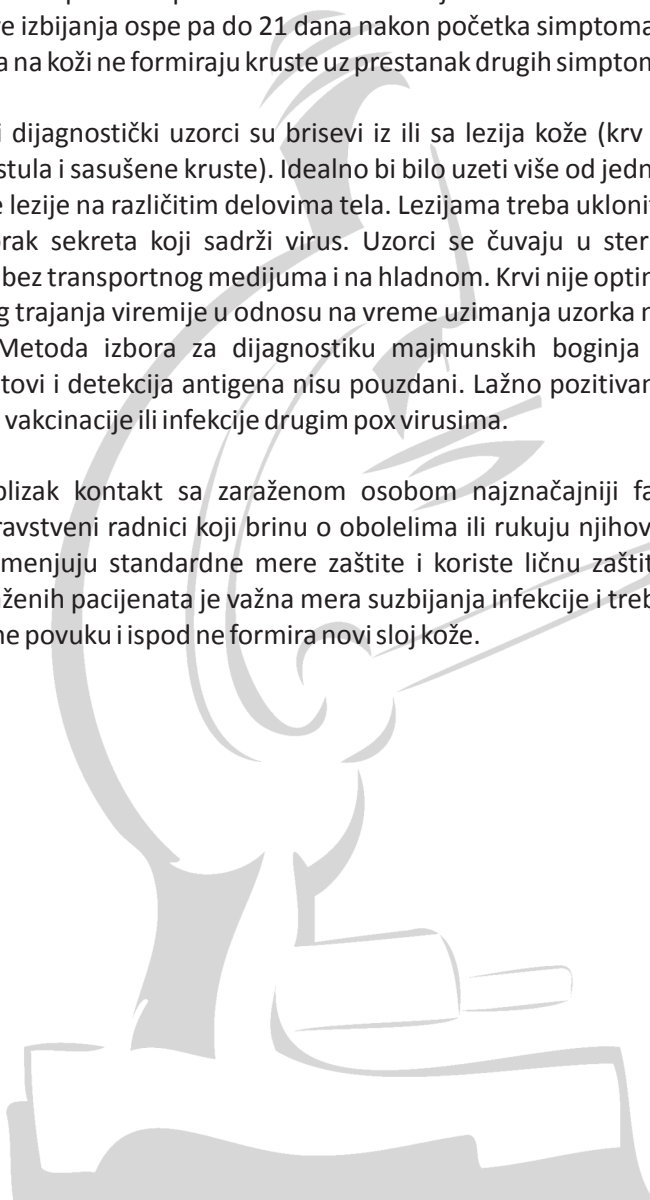 e izbijanja ospe pa do 21 dana nakon početka simptoma
a na koži ne formiraju kruste uz prestanak drugih simpton
i dijagnostički uzorci su brisevi iz ili sa lezija kože (krv
stula i sasušene kruste). Idealno bi bilo uzeti više od jedn
e lezije na različitim delovima tela. Lezijama treba uklonit
rak sekreta koji sadrži virus. Uzorci se čuvaju u ster
bez transportnog medijuma i na hladnom. Krvi nije optin
g trajanja viremije u odnosu na vreme uzimanja uzorka n
Metoda izbora za dijagnostiku majmunskih boginja
tovi i detekcija antigena nisu pouzdani. Lažno pozitivan
vakcinacije ili infekcije drugim pox virusima.
blizak kontakt sa zaraženom osobom najznačajniji fa
ravstveni radnici koji brinu o obolelima ili rukuju njihov
menjuju standardne mere zaštite i koriste ličnu zaštit
ženih pacijenata je važna mera suzbijanja infekcije i treb
ne povuku i ispod ne formira novi sloj kože.